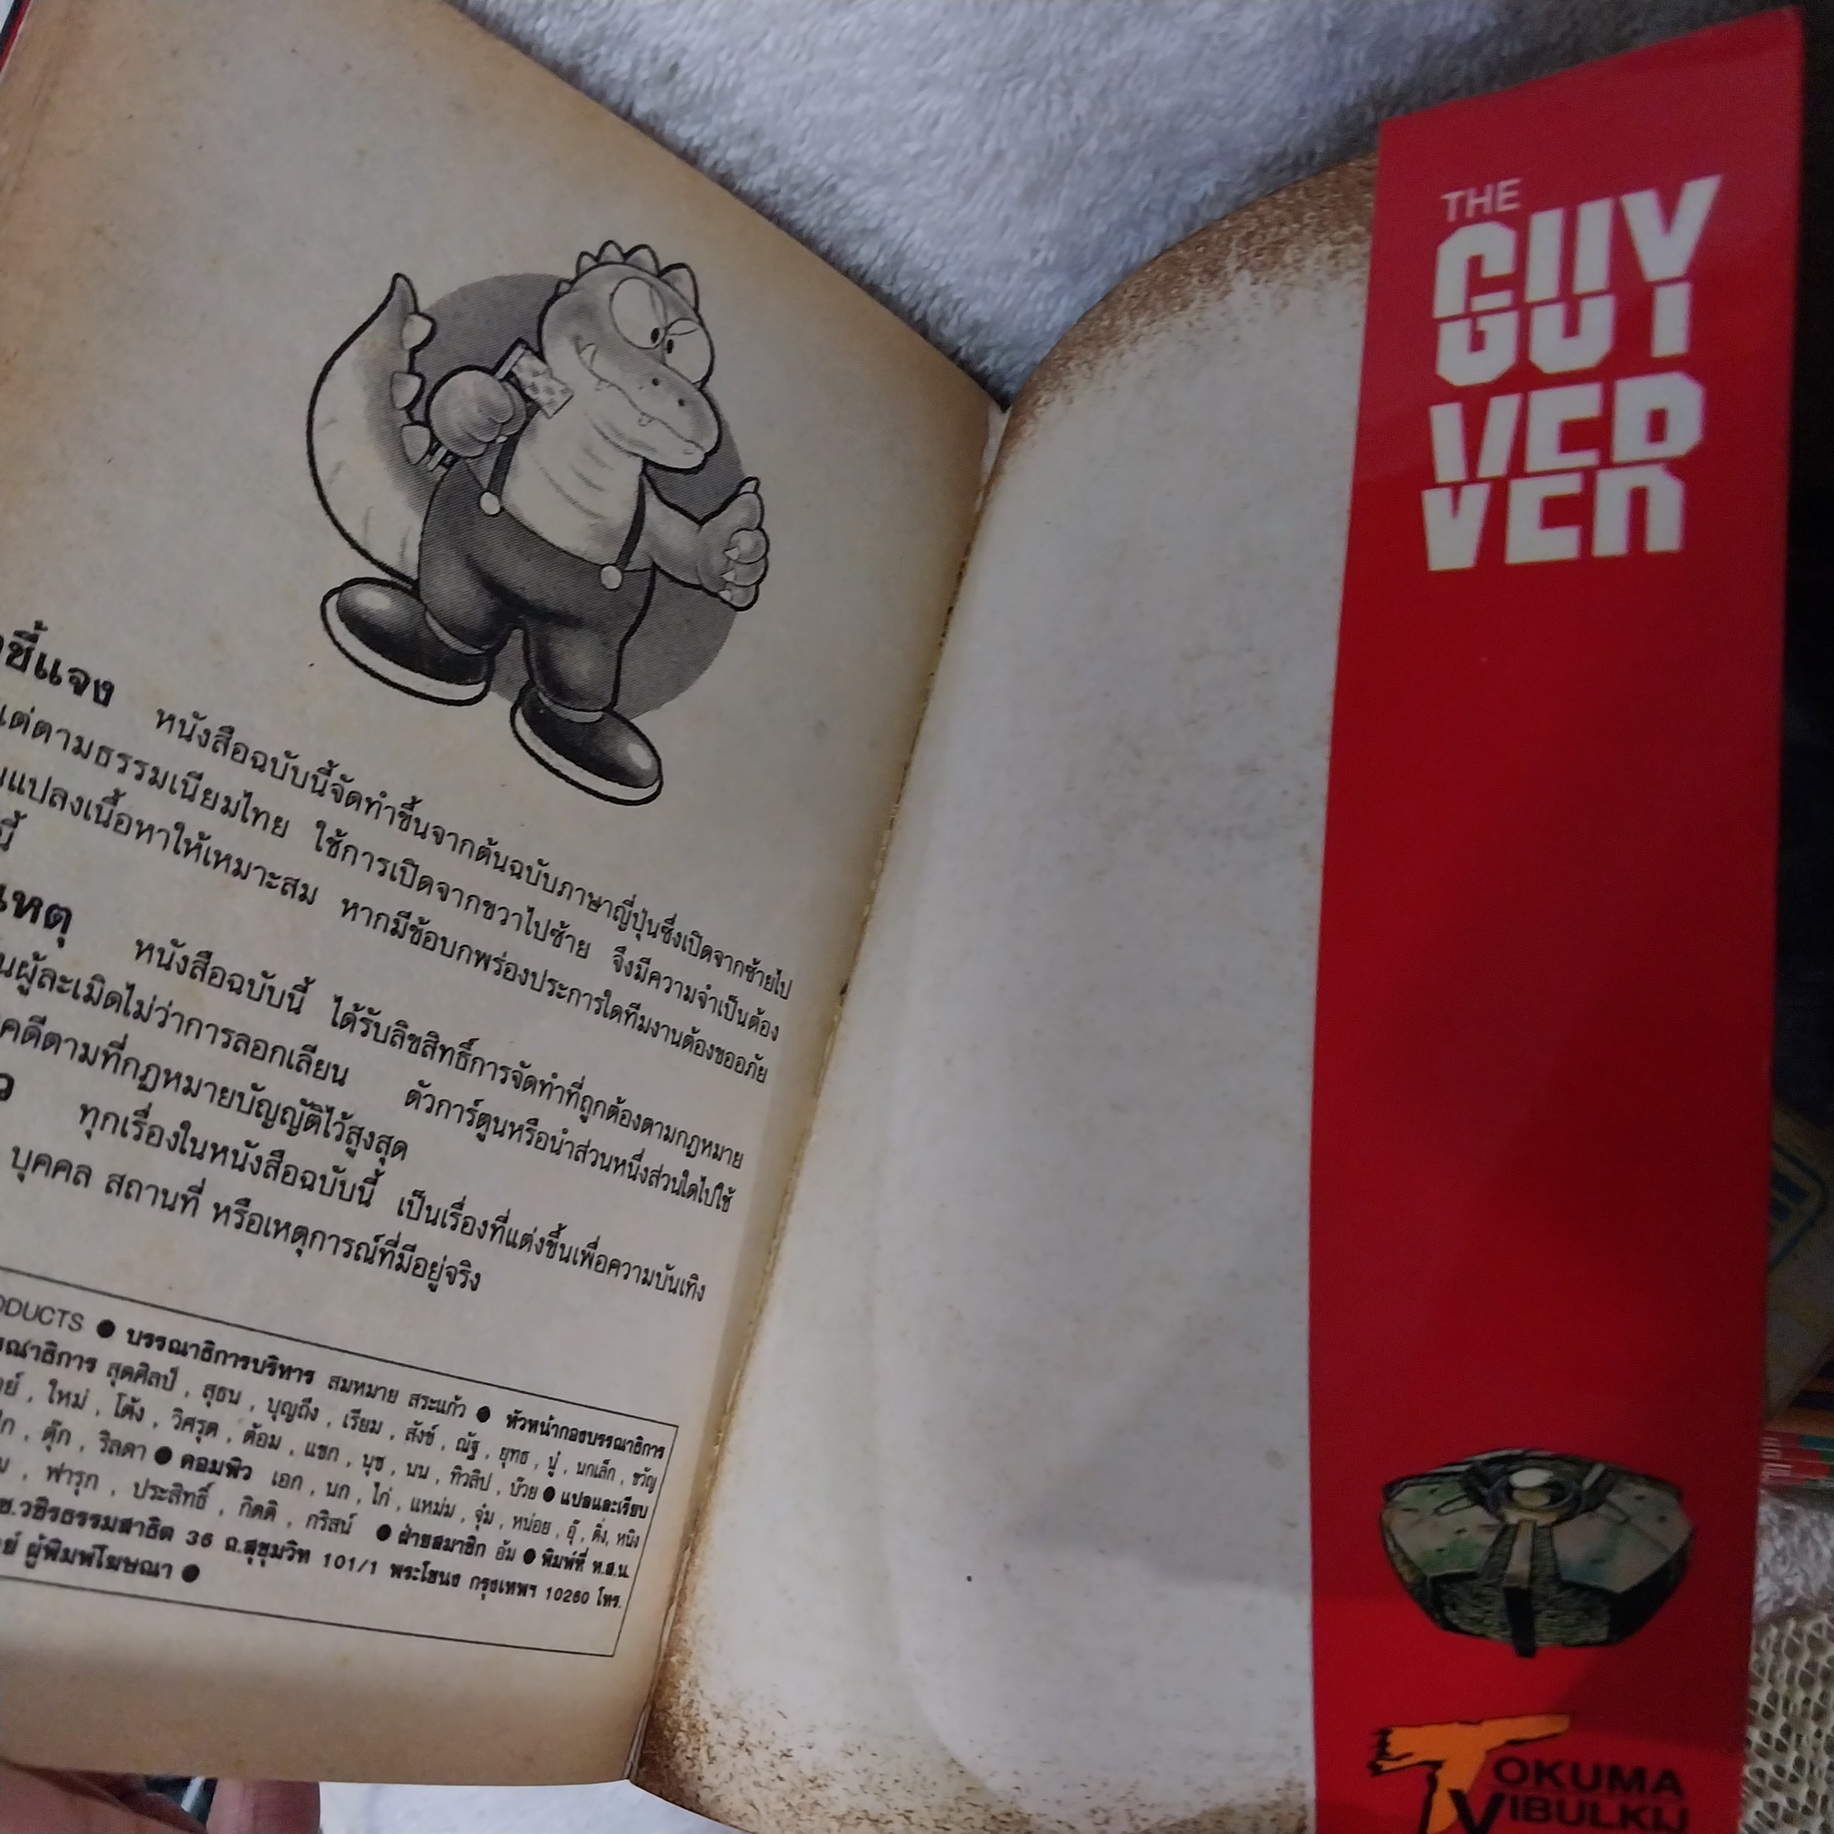 ชี้แจง หนังสือฉบับนี้จัดทำขึ้นจากต้นฉบับภาษาญี่ปุ่นซึ่งเปิดจากซ้ายไป
แต่ตามธรรมเนียมไทย ใช้การเปิดจากขวาไปซ้าย จึงมีความจำเป็นต้อง
แปลงเนื้อหาให้เหมาะสม หากมีข้อบกพร่องประการใดทีมงานต้องขออภัย
นี้
เหตุ หนังสือฉบับนี้ ได้รับลิขสิทธิ์การจัดทำที่ถูกต้องตามกฎหมาย
ผู้ละเมิดไม่ว่าการลอกเลียน ตัวการ์ตูนหรือนำส่วนหนึ่งส่วนใดไปใช้
คดีตามที่กฎหมายบัญญัติไว้สูงสุด
ทุกเรื่องในหนังสือฉบับนี้ เป็นเรื่องที่แต่งขึ้นเพื่อความบันเทิง
บุคคล สถานที่ หรือเหตุการณ์ที่มีอยู่จริง
ODUCTS ● บรรณาธิการบริหาร สมหมาย สระแก้ว ● หัวหน้ากองบรรณาธิการ
รณาธิการ สุดศิลป์ , สุธน , บุญถึง , เรียม , สังข์ , ณัฐ , ยุทธ , นู๋ , นกเล็ก , ขวัญ
ย์ , ใหม่ , โต้ง , วิศรุต , ต้อม , แขก , นุช , นน , ทิวลิป , บ๊วย ● แปลและเรียบ
ก , ตุ๊ก , ริลดา ● คอมพิว เอก , นก , ไก่ , แหม่ม , จุ๋ม , หน่อย , อุ๊ , ติ่ง, หนิง
ม , ฟารุก , ประสิทธิ์ , กิตติ , กริสน์ ● ฝ่ายสมาชิก อ้ม ● พิมพ์ที่ ห.ส.น.
ซ.วชิรธรรมสาธิต 36 ถ.สุขุมวิท 101/1 พระโขนง กรุงเทพฯ 10260 โทร.
ย์ ผู้พิมพ์โฆษณา ●
THE
GUY
VER
TOKUMA
VIBULKIJ